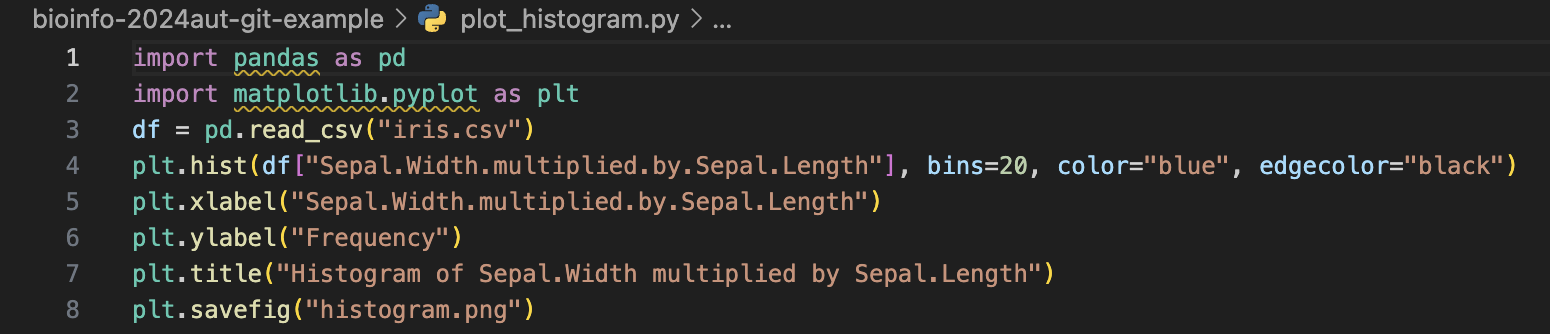 bioinfo-2024aut-git-example > plot_histogram.py > ...
1 import pandas as pd
2 import matplotlib.pyplot as plt
3 df = pd.read_csv("iris.csv")
4 plt.hist(df["Sepal.Width.multiplied.by.Sepal.Length"], bins=20, color="blue", edgecolor="black")
5 plt.xlabel("Sepal.Width.multiplied.by.Sepal.Length")
6 plt.ylabel("Frequency")
7 plt.title("Histogram of Sepal.Width multiplied by Sepal.Length")
8 plt.savefig("histogram.png")